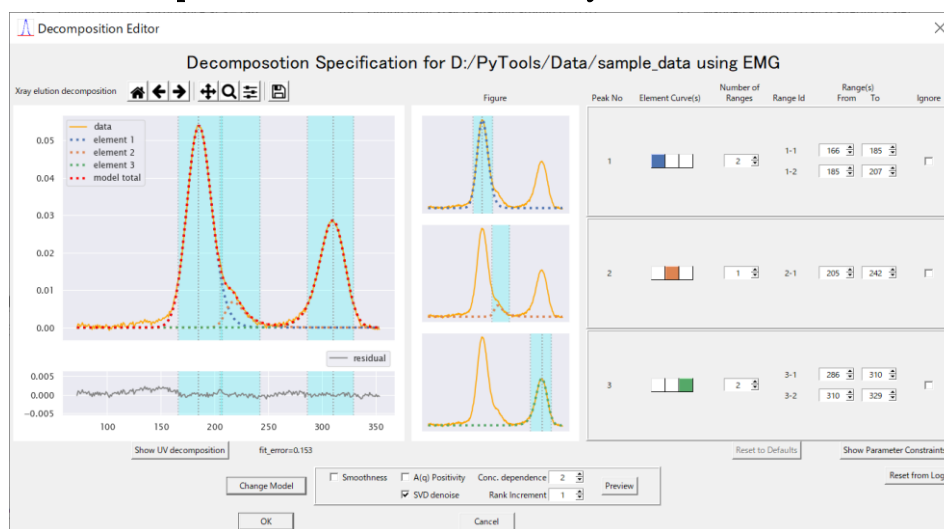 Decomposition Editor
Decomposoton Specification for D:/PyTools/Data/sample_data using EMG
Xray elution decomposition
Figure
Peak No Element Curve(s) Number of Ranges Range Id Range(s) From To Ignore
data
element 1
element 2
element 3
model total
0.05
0.04
0.03
0.02
0.01
0.00
residual
0.005
0.000
−0.005
100 150 200 250 300 350
1 2 1-1 166 185
1-2 185 207
2 1 2-1 205 242
3 2 3-1 286 310
3-2 310 329
Show UV decomposition fit_error=0.153 Reset to Defaults Show Parameter Constraints
Reset from Log
Change Model Smoothness A(q) Positivity Conc. dependence 2 Preview
SVD denoise Rank Increment 1
OK Cancel